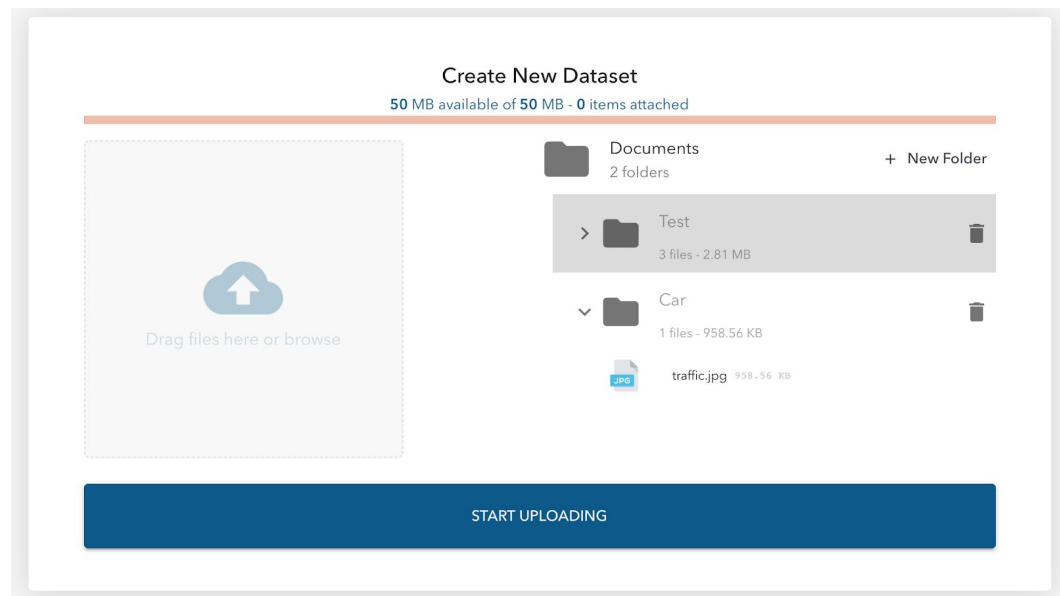 Create New Dataset
50 MB available of 50 MB - 0 items attached
Drag files here or browse
Documents
2 folders
+ New Folder
Test
3 files - 2.81 MB
Car
1 files - 958.56 KB
JPG
traffic.jpg 958.56 KB
START UPLOADING